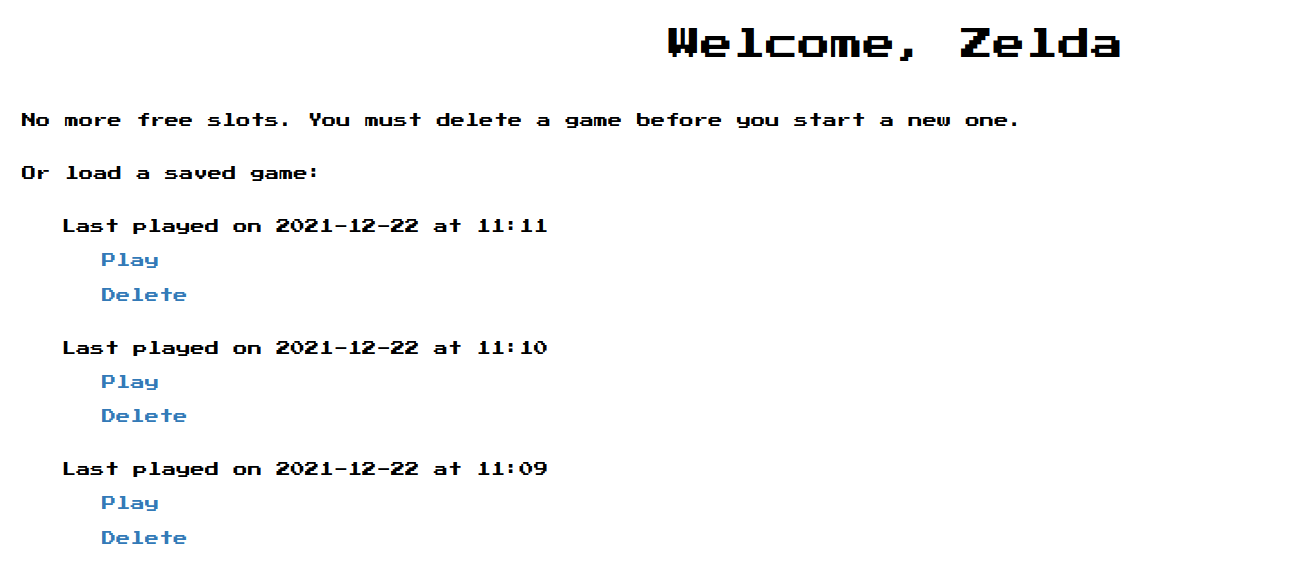 Welcome, Zelda
No more free slots. You must delete a game before you start a new one.
Or load a saved game:
Last played on 2021-12-22 at 11:11
Play
Delete
Last played on 2021-12-22 at 11:10
Play
Delete
Last played on 2021-12-22 at 11:09
Play
Delete